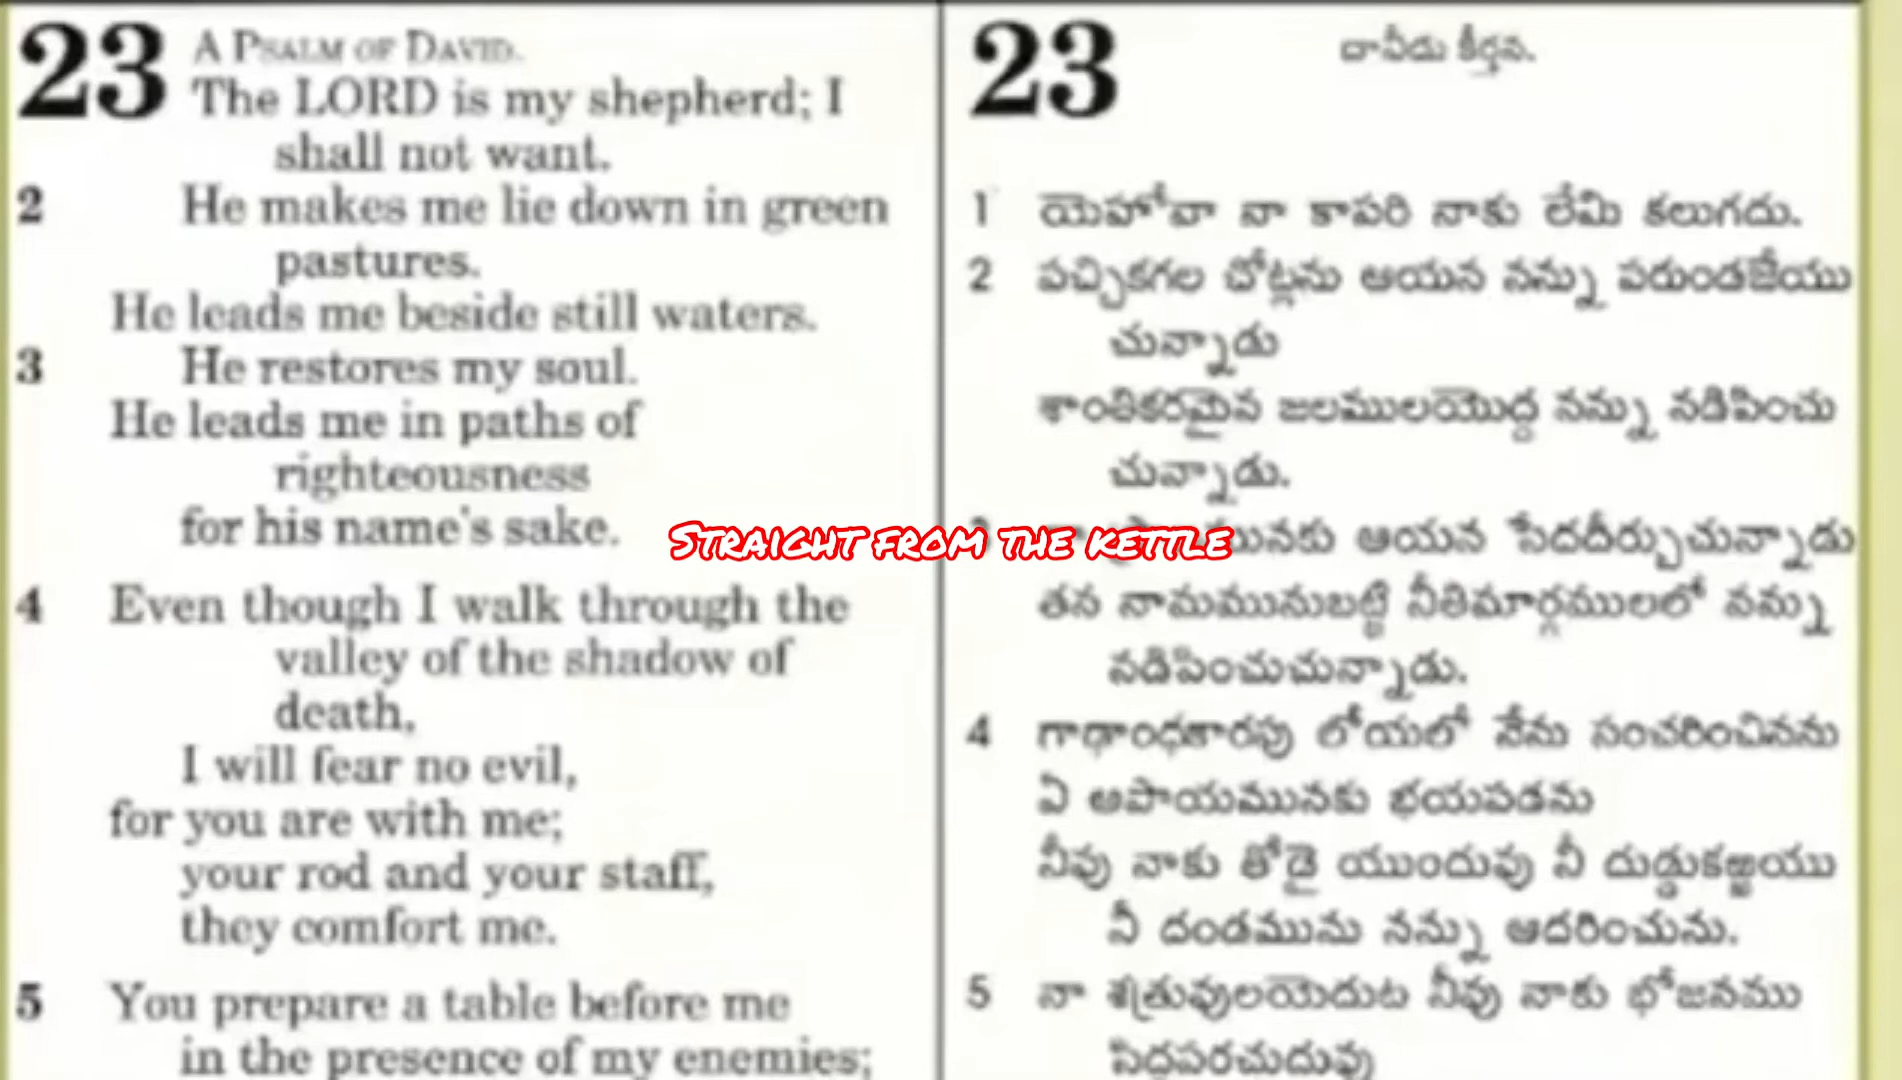 23
A Psalm of David.
The LORD is my shepherd; I
shall not want.
2 He makes me lie down in green
pastures.
He leads me beside still waters.
3 He restores my soul.
He leads me in paths of
righteousness
for his name's sake.
4 Even though I walk through the
valley of the shadow of
death,
I will fear no evil,
for you are with me;
your rod and your staff,
they comfort me.
5 You prepare a table before me
in the presence of my enemies;
23
దావీదు కీర్తన.
1 యెహోవా నా కాపరి నాకు లేమి కలుగదు.
2 పచ్చికగల చోట్లను ఆయన నన్ను పరుండజేయు
చున్నాడు
శాంతికరమైన జలములయొద్ద నన్ను నడిపించు
చున్నాడు.
ఆయన సేదదీర్చుచున్నాడు
తన నామమునుబట్టి నీతిమార్గములలో నన్ను
నడిపించుచున్నాడు.
4 గాఢాంధకారపు లోయలో నేను సంచరించినను
ఏ అపాయమునకు భయపడను
నీవు నాకు తోడై యుందువు నీ దుడ్డుకఱ్ఱయు
నీ దండమును నన్ను ఆదరించును.
5 నా శత్రువులయెదుట నీవు నాకు భోజనము
సిద్ధపరచుదువు
Straight from the kettle